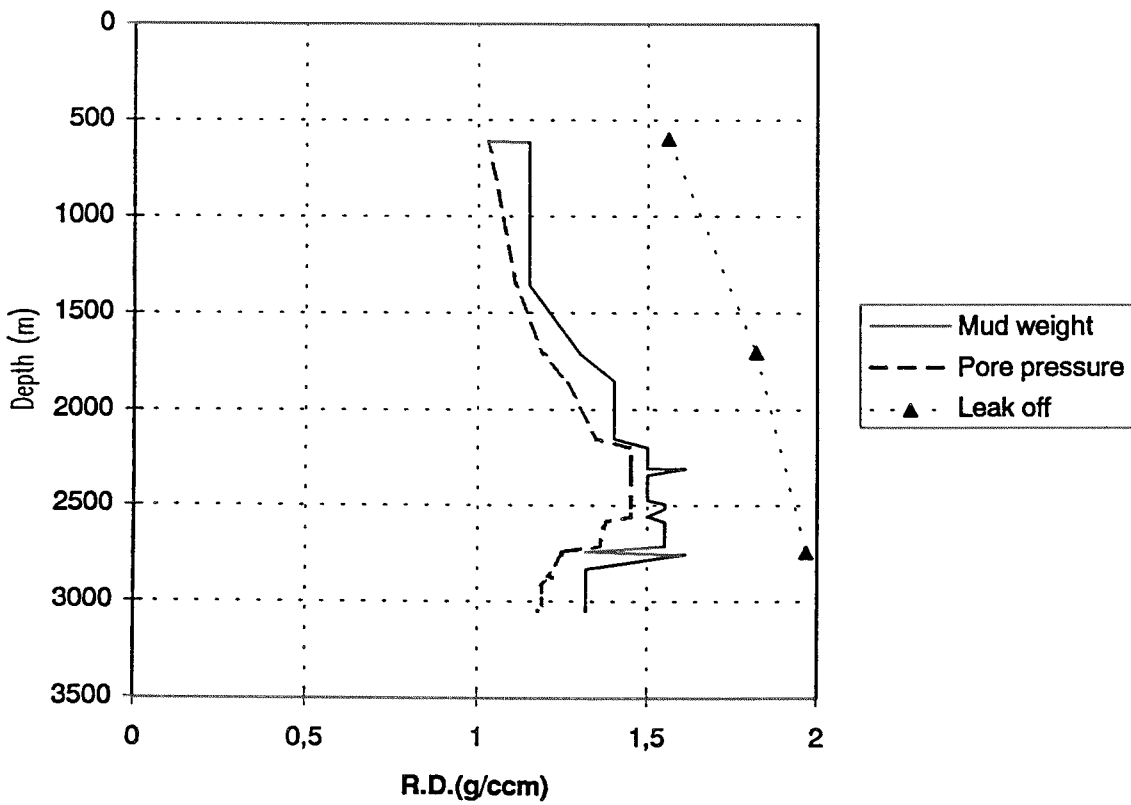 0
500
1000
1500
2000
2500
3000
3500
Depth (m)
0
0,5
1
1,5
2
R.D.(g/ccm)
Mud weight
Pore pressure
Leak off